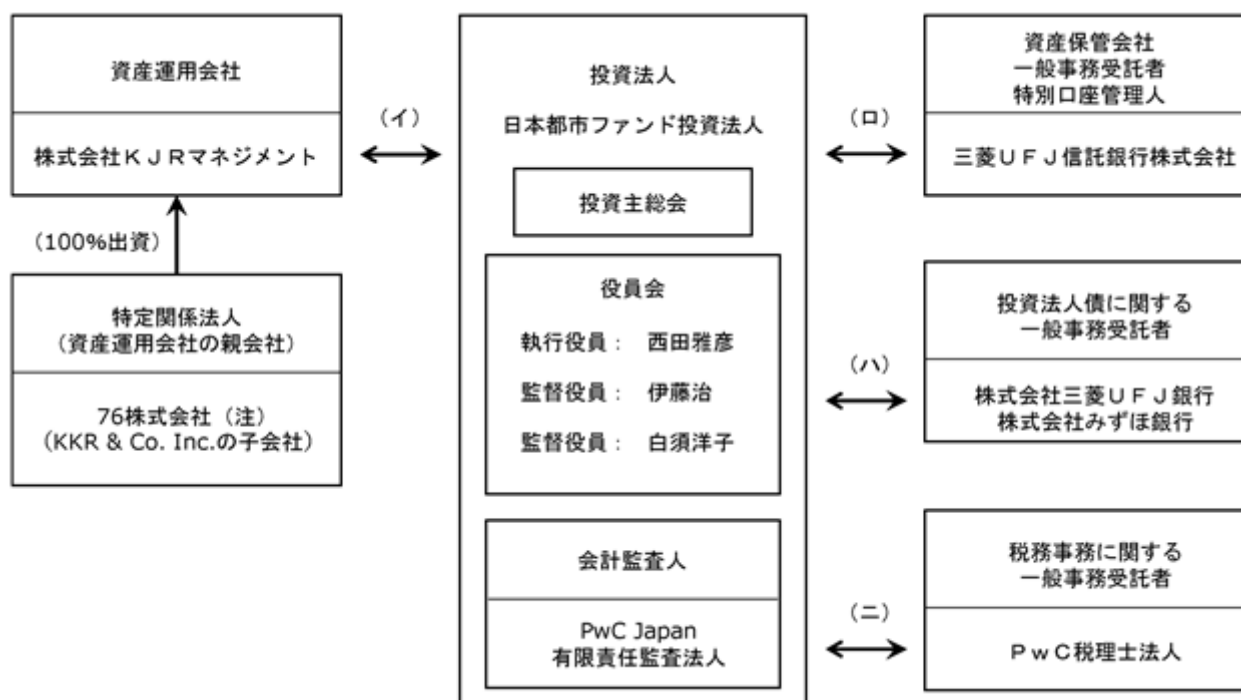 資産運用会社
株式会社ＫＪＲマネジメント
（100%出資）
特定関係法人
（資産運用会社の親会社）
76株式会社（注）
（KKR & Co. Inc.の子会社）
（イ）
投資法人
日本都市ファンド投資法人
投資主総会
役員会
執行役員： 西田雅彦
監督役員： 伊藤治
監督役員： 白須洋子
会計監査人
PwC Japan
有限責任監査法人
（ロ）
資産保管会社
一般事務受託者
特別口座管理人
三菱ＵＦＪ信託銀行株式会社
（ハ）
投資法人債に関する
一般事務受託者
株式会社三菱ＵＦＪ銀行
株式会社みずほ銀行
（ニ）
税務事務に関する
一般事務受託者
ＰｗＣ税理士法人